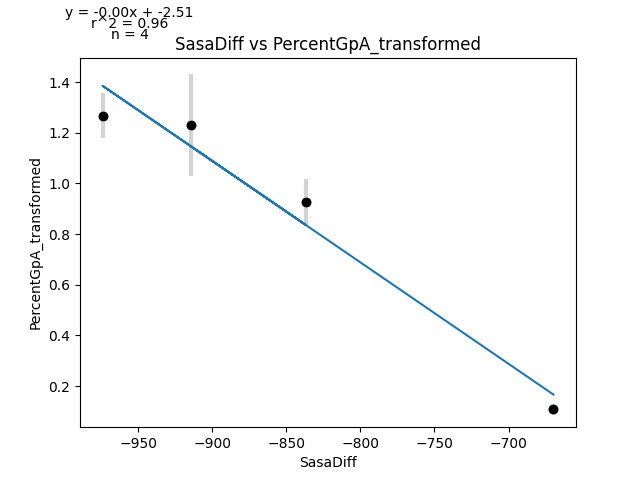 y = -0.00x + -2.51
r^2 = 0.96
n = 4
SasaDiff vs PercentGpA_transformed
PercentGpA_transformed
1.4
1.2
1.0
0.8
0.6
0.4
0.2
−950 −900 −850 −800 −750 −700
SasaDiff